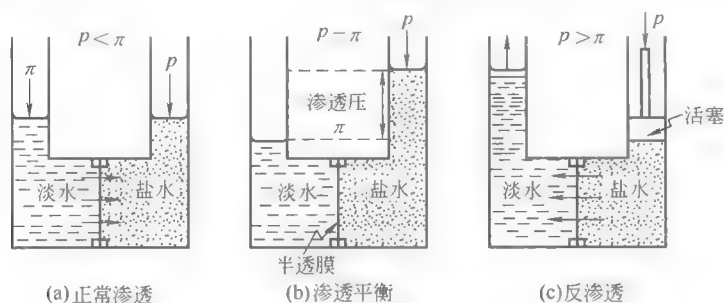 p<π
π
p
淡水
盐水
(a)正常渗透
p-π
p
渗透压
π
淡水
盐水
半透膜
(b)渗透平衡
p>π
p
活塞
淡水
盐水
(c)反渗透